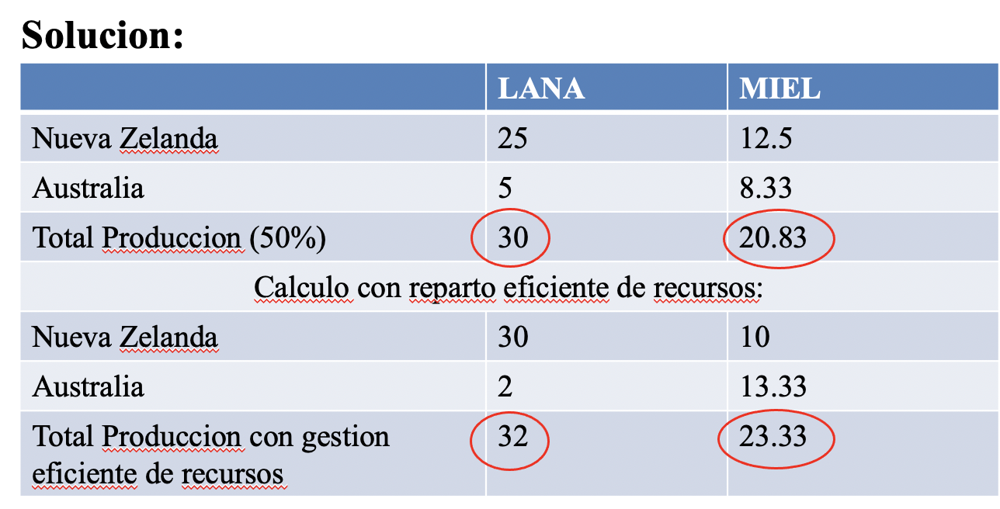 Solucion:
LANA MIEL
Nueva Zelanda 25 12.5
Australia 5 8.33
Total Produccion (50%) 30 20.83
Calculo con reparto eficiente de recursos:
Nueva Zelanda 30 10
Australia 2 13.33
Total Produccion con gestion 32 23.33
eficiente de recursos